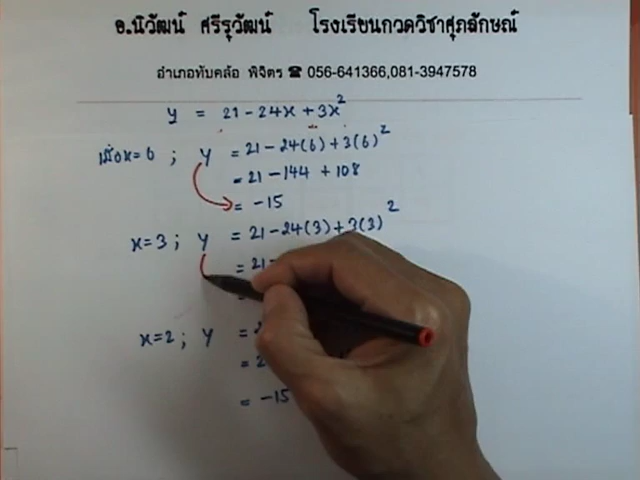 อ.นิวัฒน์ ศรีรุวัฒน์ โรงเรียนกวดวิชาศุภลักษณ์
อำเภอทับคล้อ พิจิตร ☎ 056-641366,081-3947578
y = 21 - 24x + 3x²
เมื่อ x = 6 ; y = 21 - 24(6) + 3(6)²
= 21 - 144 + 108
= -15
x = 3 ; y = 21 - 24(3) + 3(3)²
= 21 -
=
x = 2 ; y = 2
= 2
= -15